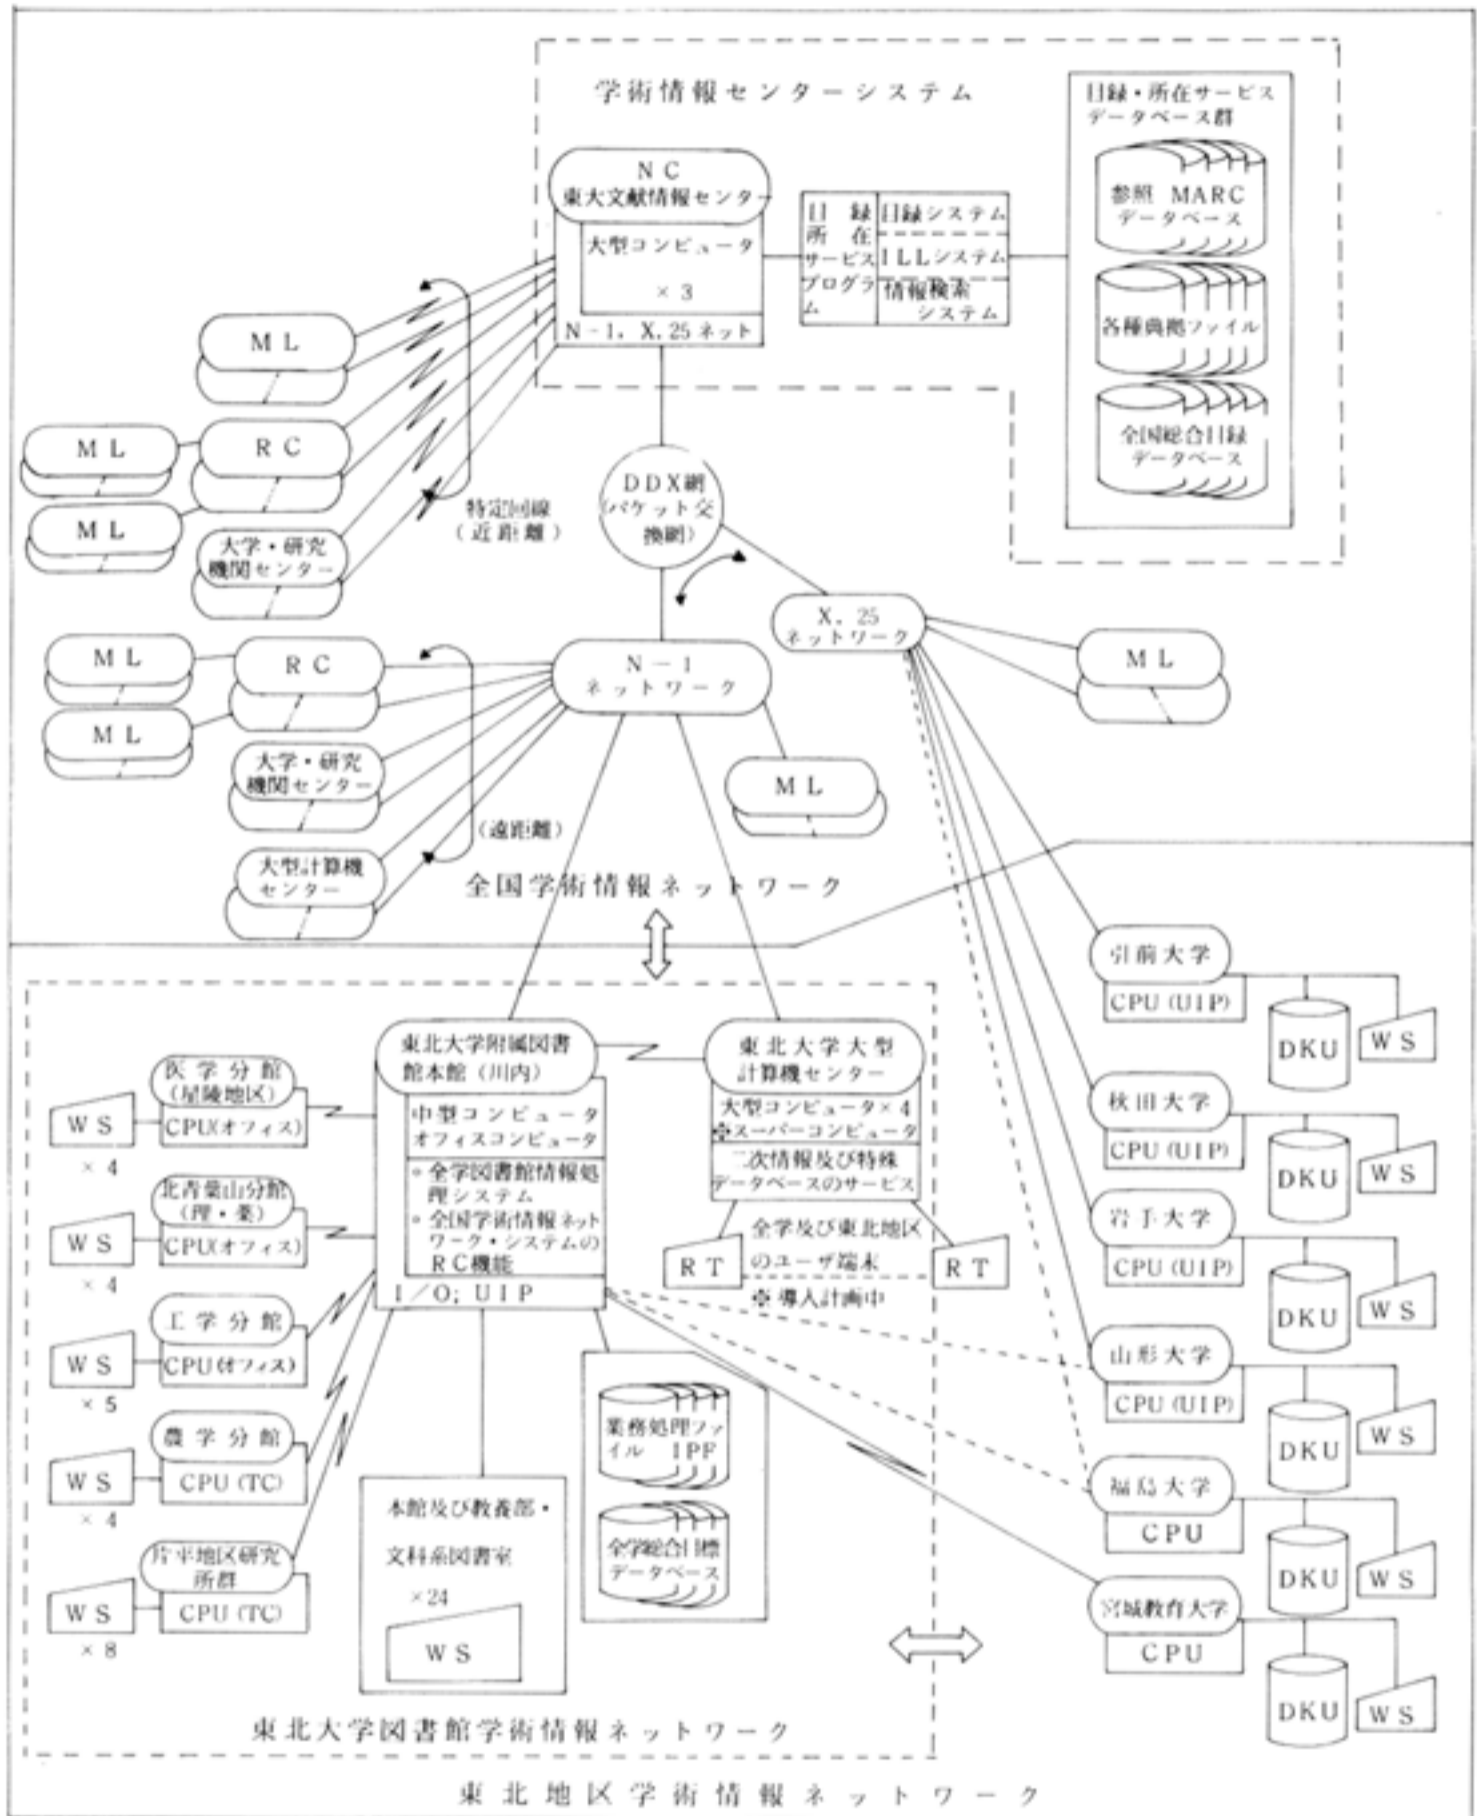 学術情報センターシステム
目録・所在サービス
データベース群
参照 MARC
データベース
各種典拠ファイル
全国総合目録
データベース
NC
東大文献情報センター
大型コンピュータ
×3
N-1, X.25ネット
目録
所在
サービス
プログラ
ム
目録システム
ILLシステム
情報検索
システム
ML
ML
RC
ML
大学・研究
機関センター
特定回線
(近距離)
DDX網
(パケット交
換網)
X.25
ネットワーク
ML
ML
RC
ML
N-1
ネットワーク
大学・研究
機関センター
ML
(遠距離)
大型計算機
センター
全国学術情報ネットワーク
引前大学
CPU (UIP)
DKU
WS
秋田大学
CPU (UIP)
DKU
WS
岩手大学
CPU (UIP)
DKU
WS
山形大学
CPU (UIP)
DKU
WS
福島大学
CPU
DKU
WS
宮城教育大学
CPU
DKU
WS
東北大学附属図書
館本館(川内)
中型コンピュータ
オフィスコンピュータ
○全学図書館情報処
理システム
○全国学術情報ネット
ワーク・システムの
RC機能
I/O; UIP
東北大学大型
計算機センター
大型コンピュータ×4
※スーパーコンピュータ
二次情報及び特殊
データベースのサービス
RT
全学及び東北地区
のユーザ端末
※導入計画中
RT
医学分館
(星陵地区)
CPU(オフィス)
WS
×4
北青葉山分館
(理・薬)
CPU(オフィス)
WS
×4
工学分館
CPU(オフィス)
WS
×5
農学分館
CPU (TC)
WS
×4
片平地区研究
所群
CPU (TC)
WS
×8
本館及び教養部・
文科系図書室
×24
WS
業務処理ファ
イル IPF
全学総合目標
データベース
東北大学図書館学術情報ネットワーク
東北地区学術情報ネットワーク